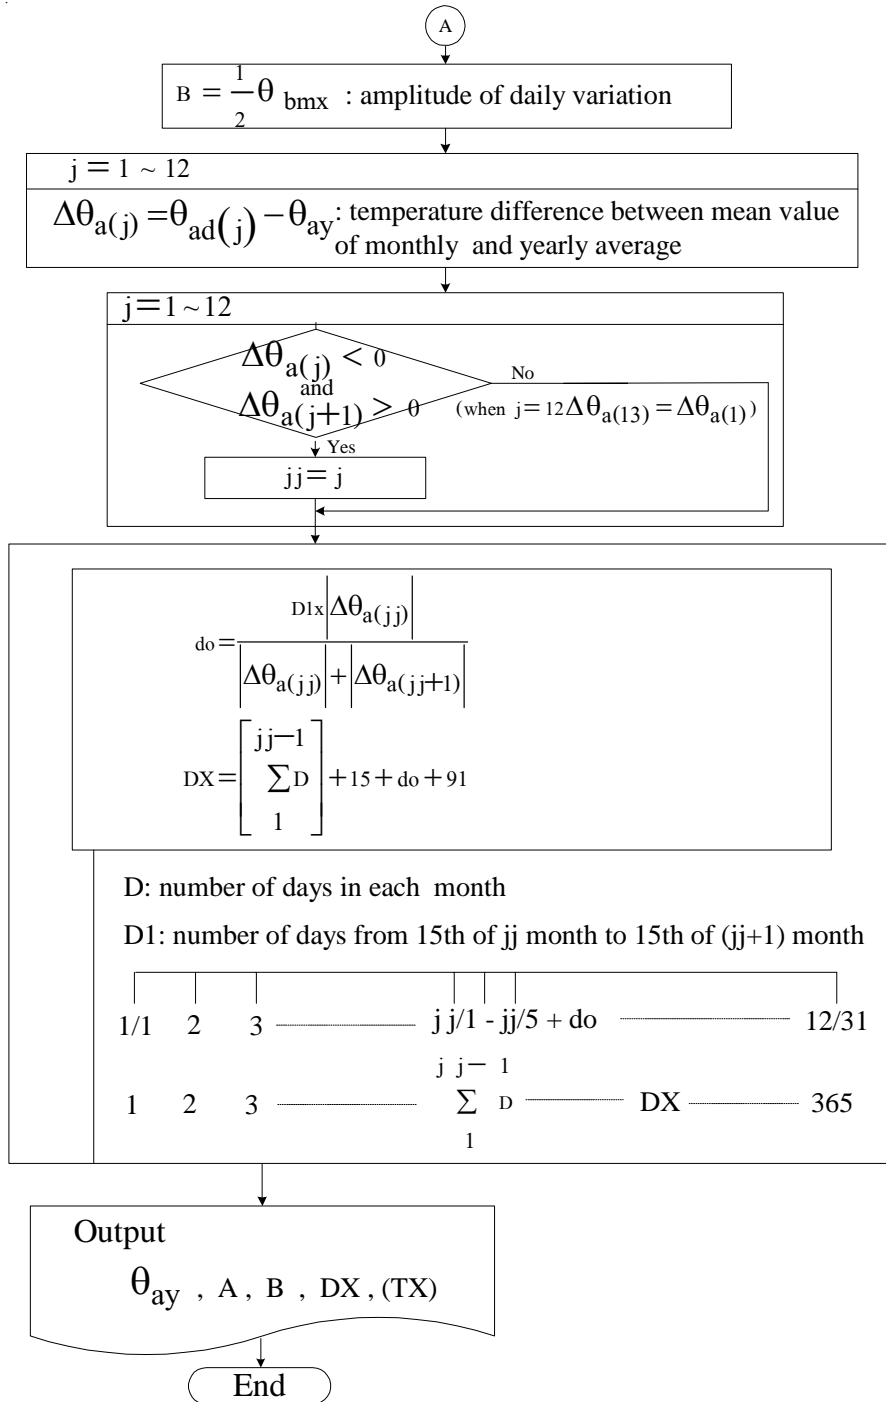 A
B = 1/2 θ bmx : amplitude of daily variation
j = 1 ~ 12
Δθa(j) = θad(j) − θay : temperature difference between mean value
of monthly and yearly average
j = 1 ~ 12
Δθa(j) < 0
and
Δθa(j+1) > 0
No
(when j = 12 Δθa(13) = Δθa(1) )
Yes
jj = j
do = D1x |Δθa(jj)| / |Δθa(jj)| + |Δθa(jj+1)|
jj−1
DX = [ ∑ D ] + 15 + do + 91
1
D: number of days in each month
D1: number of days from 15th of jj month to 15th of (jj+1) month
1/1 2 3 jj/1 - jj/5 + do 12/31
j j − 1
1 2 3 ∑ D DX 365
1
Output
θay , A , B , DX , (TX)
End